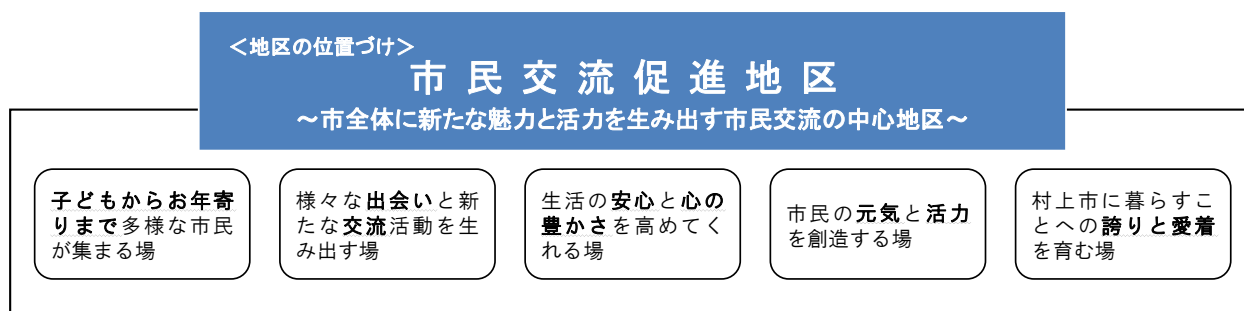 ＜地区の位置づけ＞
市民交流促進地区
～市全体に新たな魅力と活力を生み出す市民交流の中心地区～
子どもからお年寄
りまで多様な市民
が集まる場
様々な出会いと新
たな交流活動を生
み出す場
生活の安心と心の
豊かさを高めてく
れる場
市民の元気と活力
を創造する場
村上市に暮らすこ
とへの誇りと愛着
を育む場